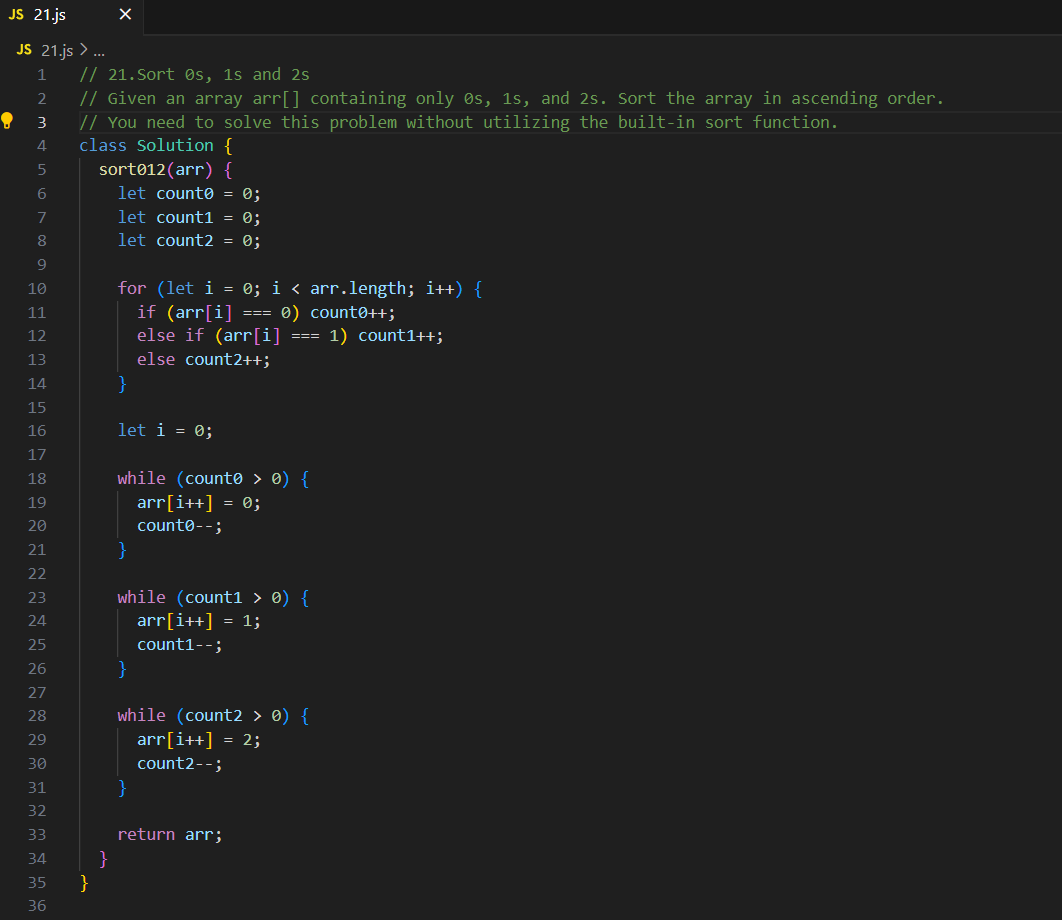 JS 21.js ×
JS 21.js > ...
1 // 21.Sort 0s, 1s and 2s
2 // Given an array arr[] containing only 0s, 1s, and 2s. Sort the array in ascending order.
3 // You need to solve this problem without utilizing the built-in sort function.
4 class Solution {
5   sort012(arr) {
6     let count0 = 0;
7     let count1 = 0;
8     let count2 = 0;
9
10     for (let i = 0; i < arr.length; i++) {
11       if (arr[i] === 0) count0++;
12       else if (arr[i] === 1) count1++;
13       else count2++;
14     }
15
16     let i = 0;
17
18     while (count0 > 0) {
19       arr[i++] = 0;
20       count0--;
21     }
22
23     while (count1 > 0) {
24       arr[i++] = 1;
25       count1--;
26     }
27
28     while (count2 > 0) {
29       arr[i++] = 2;
30       count2--;
31     }
32
33     return arr;
34   }
35 }
36